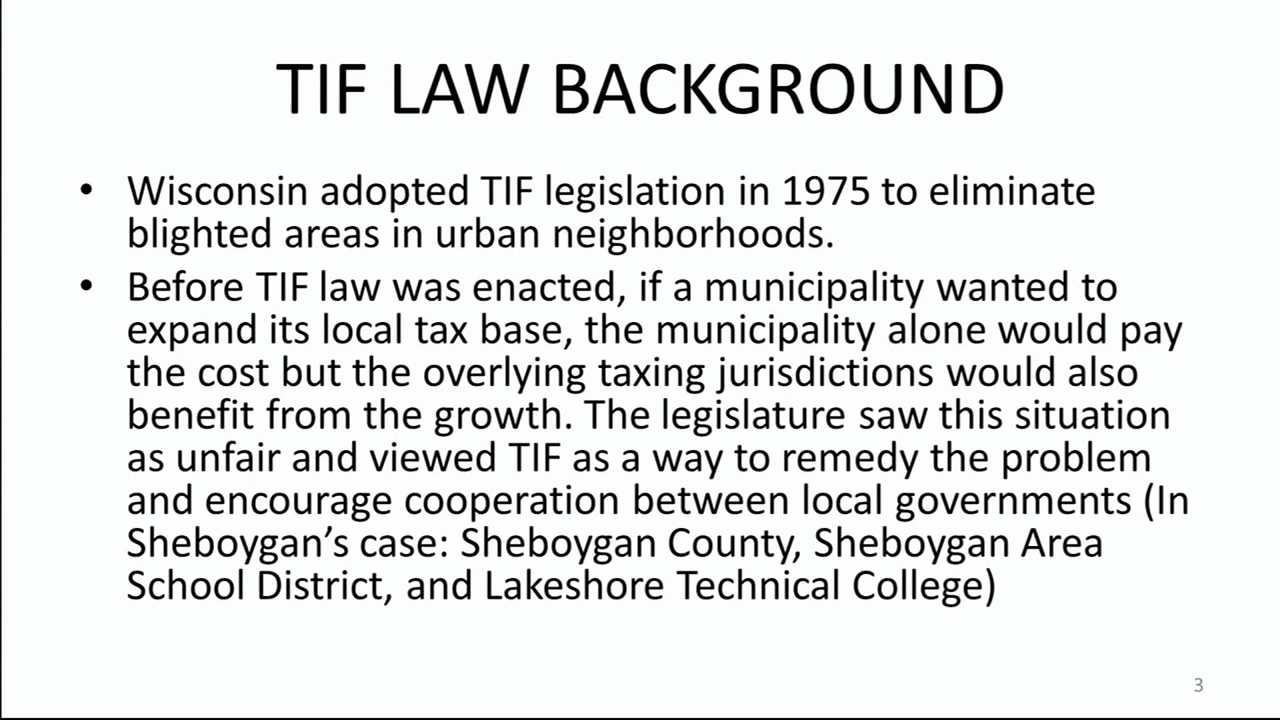 TIF LAW BACKGROUND
• Wisconsin adopted TIF legislation in 1975 to eliminate
blighted areas in urban neighborhoods.
• Before TIF law was enacted, if a municipality wanted to
expand its local tax base, the municipality alone would pay
the cost but the overlying taxing jurisdictions would also
benefit from the growth. The legislature saw this situation
as unfair and viewed TIF as a way to remedy the problem
and encourage cooperation between local governments (In
Sheboygan’s case: Sheboygan County, Sheboygan Area
School District, and Lakeshore Technical College)
3